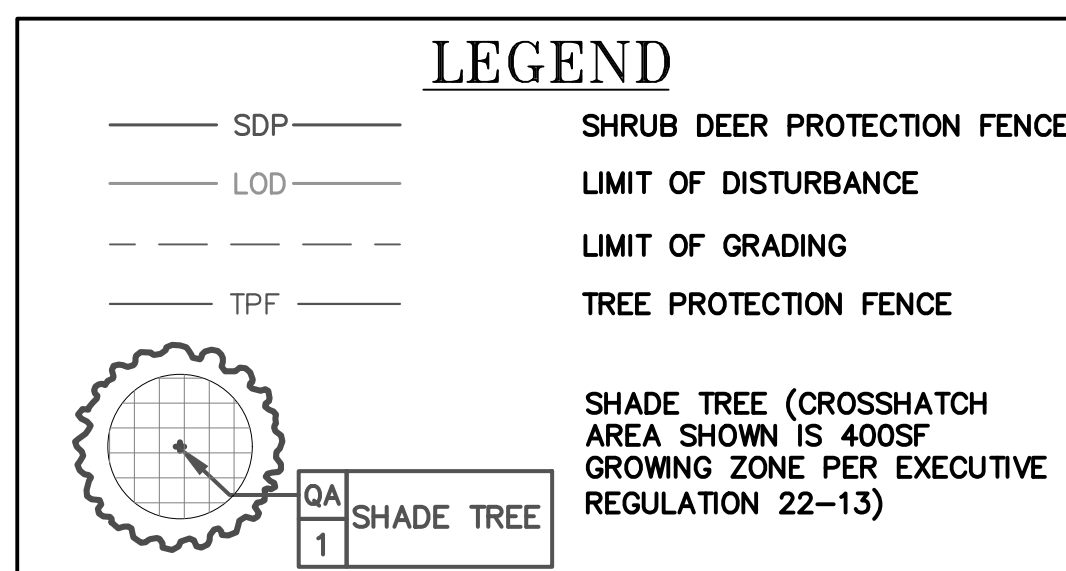 LEGEND
SDP SHRUB DEER PROTECTION FENCE
LOD LIMIT OF DISTURBANCE
LIMIT OF GRADING
TPF TREE PROTECTION FENCE
SHADE TREE (CROSSHATCH
AREA SHOWN IS 400SF
GROWING ZONE PER EXECUTIVE
REGULATION 22-13)
QA
1
SHADE TREE